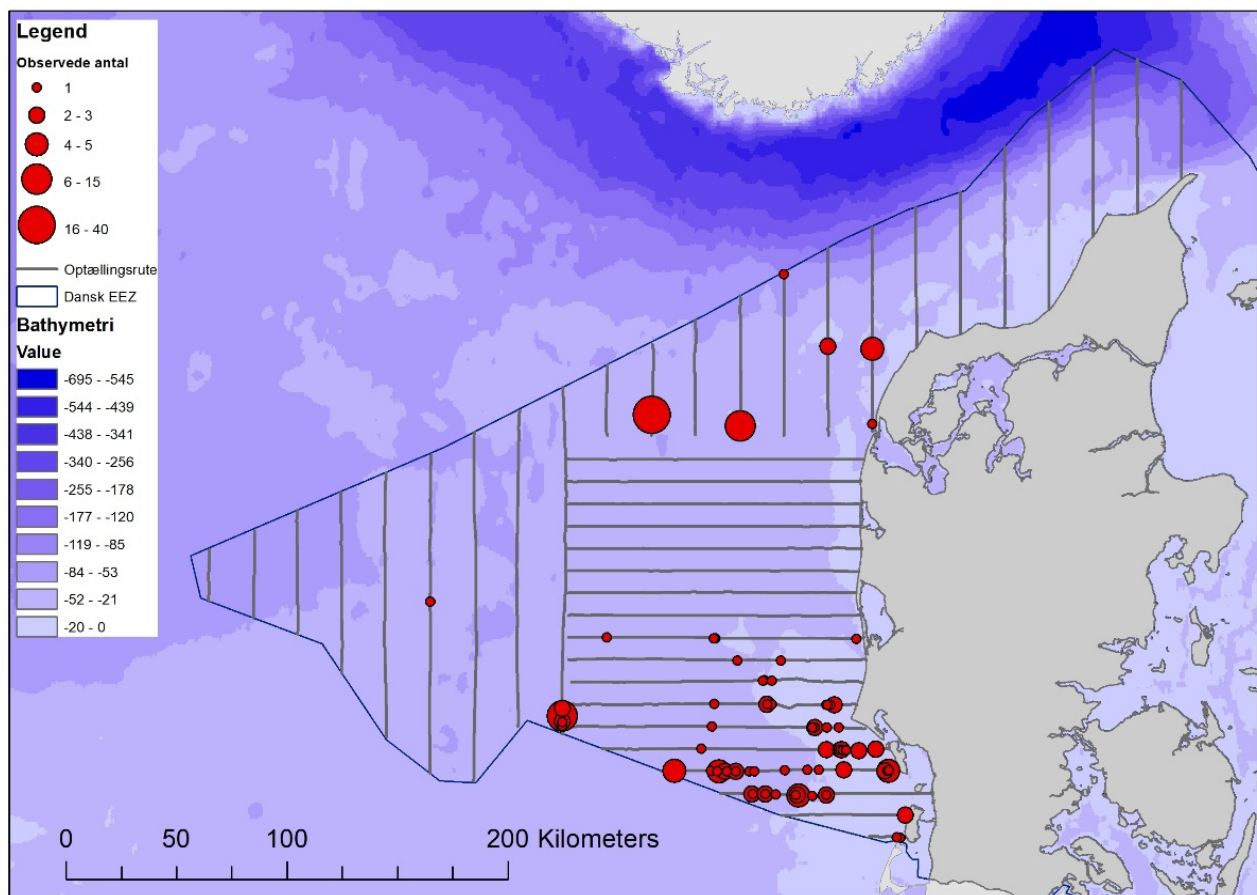 Legend
Observede antal
1
2 - 3
4 - 5
6 - 15
16 - 40
Optællingsrute
Dansk EEZ
Bathymetri
Value
-695 - -545
-544 - -439
-438 - -341
-340 - -256
-255 - -178
-177 - -120
-119 - -85
-84 - -53
-52 - -21
-20 - 0
0 50 100 200 Kilometers